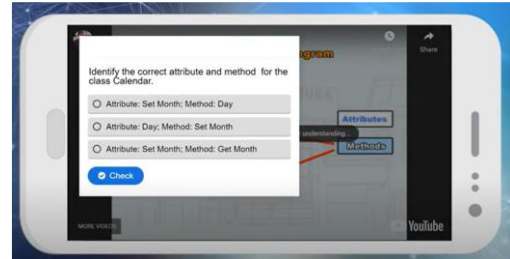 Share
Identify the correct attribute and method for the
class Calendar.
Attribute: Set Month; Method: Day
Attribute: Day; Method: Set Month
Attribute: Set Month; Method: Get Month
Check
Attributes
understanding...
Methods
MORE VIDEOS
YouTube